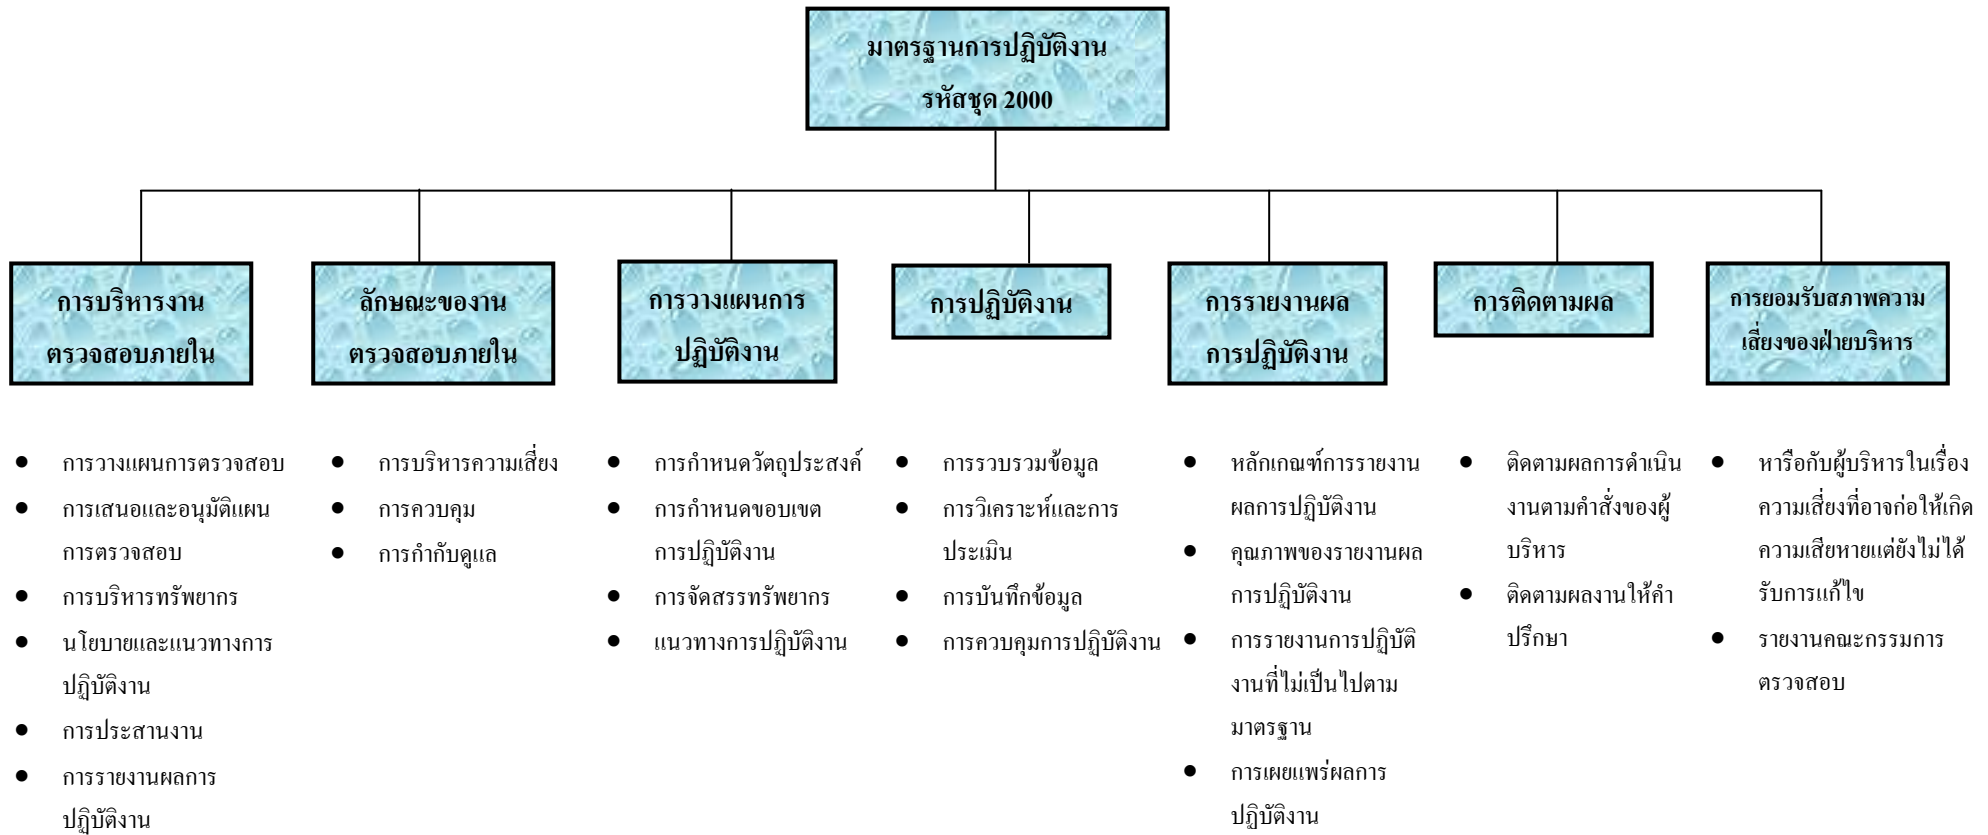 มาตรฐานการปฏิบัติงาน
รหัสชุด 2000
การบริหารงาน
ตรวจสอบภายใน
ลักษณะของงาน
ตรวจสอบภายใน
การวางแผนการ
ปฏิบัติงาน
การปฏิบัติงาน
การรายงานผล
การปฏิบัติงาน
การติดตามผล
การยอมรับสภาพความ
เสี่ยงของฝ่ายบริหาร
● การวางแผนการตรวจสอบ
● การเสนอและอนุมัติแผน
การตรวจสอบ
● การบริหารทรัพยากร
● นโยบายและแนวทางการ
ปฏิบัติงาน
● การประสานงาน
● การรายงานผลการ
ปฏิบัติงาน
● การบริหารความเสี่ยง
● การควบคุม
● การกำกับดูแล
● การกำหนดวัตถุประสงค์
● การกำหนดขอบเขต
การปฏิบัติงาน
● การจัดสรรทรัพยากร
● แนวทางการปฏิบัติงาน
● การรวบรวมข้อมูล
● การวิเคราะห์และการ
ประเมิน
● การบันทึกข้อมูล
● การควบคุมการปฏิบัติงาน
● หลักเกณฑ์การรายงาน
ผลการปฏิบัติงาน
● คุณภาพของรายงานผล
การปฏิบัติงาน
● การรายงานการปฏิบัติ
งานที่ไม่เป็นไปตาม
มาตรฐาน
● การเผยแพร่ผลการ
ปฏิบัติงาน
● ติดตามผลการดำเนิน
งานตามคำสั่งของผู้
บริหาร
● ติดตามผลงานให้คำ
ปรึกษา
● หารือกับผู้บริหารในเรื่อง
ความเสี่ยงที่อาจก่อให้เกิด
ความเสียหายแต่ยังไม่ได้
รับการแก้ไข
● รายงานคณะกรรมการ
ตรวจสอบ